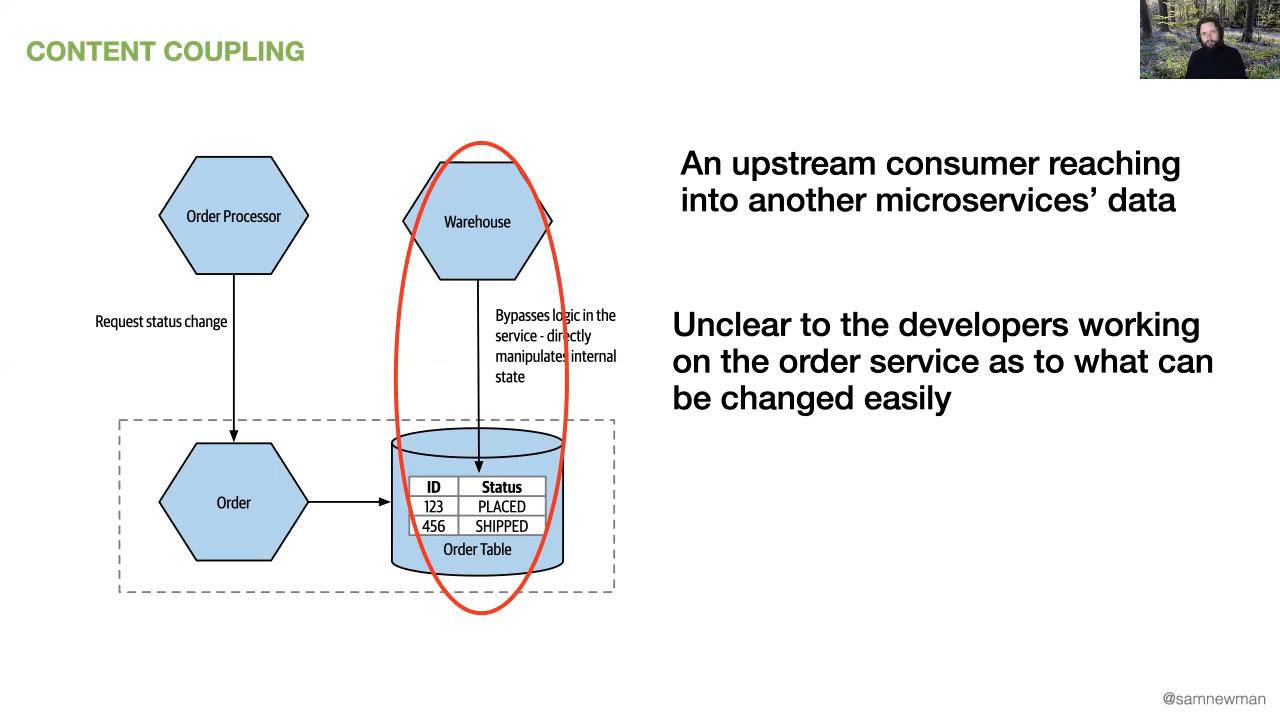 CONTENT COUPLING
Order Processor
Warehouse
Request status change
Bypasses logic in the
service - directly
manipulates internal
state
Order
ID Status
123 PLACED
456 SHIPPED
Order Table
An upstream consumer reaching
into another microservices’ data
Unclear to the developers working
on the order service as to what can
be changed easily
@samnewman